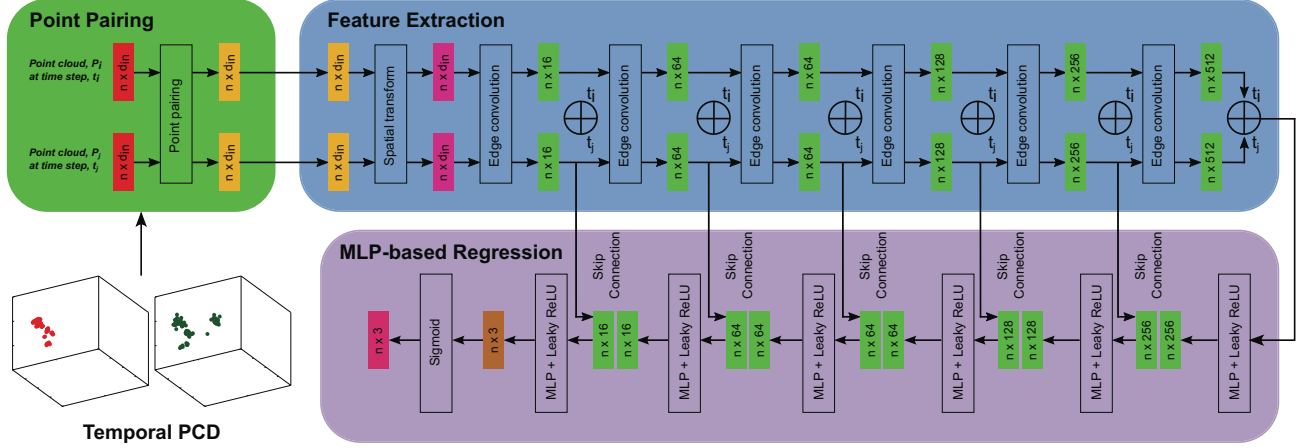 Point Pairing
Point cloud, Pi
at time step, ti
n x din
Point pairing
n x din
Point cloud, Pj
at time step, tj
n x din
n x din
Feature Extraction
n x din
Spatial transform
n x din
Edge convolution
n x 16
ti
Edge convolution
n x 64
ti
Edge convolution
n x 64
ti
Edge convolution
n x 128
ti
Edge convolution
n x 256
ti
Edge convolution
n x 512
ti
n x din
n x din
n x 16
tj
n x 64
tj
n x 64
tj
n x 128
tj
n x 256
tj
n x 512
tj
MLP-based Regression
Skip
Connection
Skip
Connection
Skip
Connection
Skip
Connection
Skip
Connection
n x 3
Sigmoid
n x 3
MLP + Leaky ReLU
n x 16
n x 16
MLP + Leaky ReLU
n x 64
n x 64
MLP + Leaky ReLU
n x 64
n x 64
MLP + Leaky ReLU
n x 128
n x 128
MLP + Leaky ReLU
n x 256
n x 256
MLP + Leaky ReLU
Temporal PCD